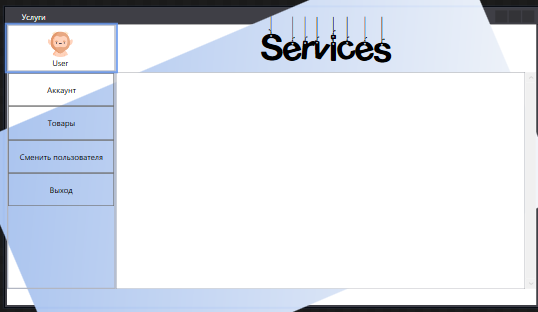 Услуги
Services
User
Аккаунт
Товары
Сменить пользователя
Выход